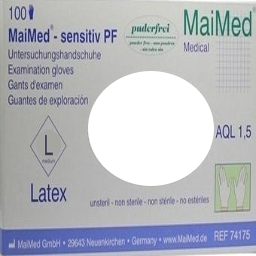 100
MaiMed® - sensitiv PF
Untersuchungshandschuhe
Examination gloves
Gants d'examen
Guantes de exploración
puderfrei
powder free - non poudrés
MaiMed®
Medical
AQL 1,5
L
medium
Latex
unsteril - non sterile - non stérile - no estériles
MaiMed GmbH • 29643 Neuenkirchen • Germany • www.MaiMed.de
REF 74175